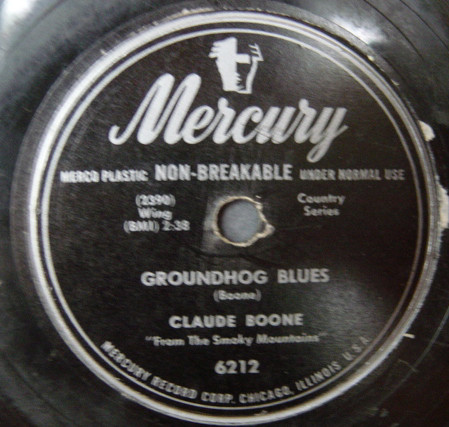 Mercury
MERCO PLASTIC NON-BREAKABLE UNDER NORMAL USE
(2390)
Wing
(BMI) 2:38
Country
Series
GROUNDHOG BLUES
(Boone)
CLAUDE BOONE
"From The Smoky Mountains"
6212
MERCURY RECORD CORP. CHICAGO, ILLINOIS U.S.A.